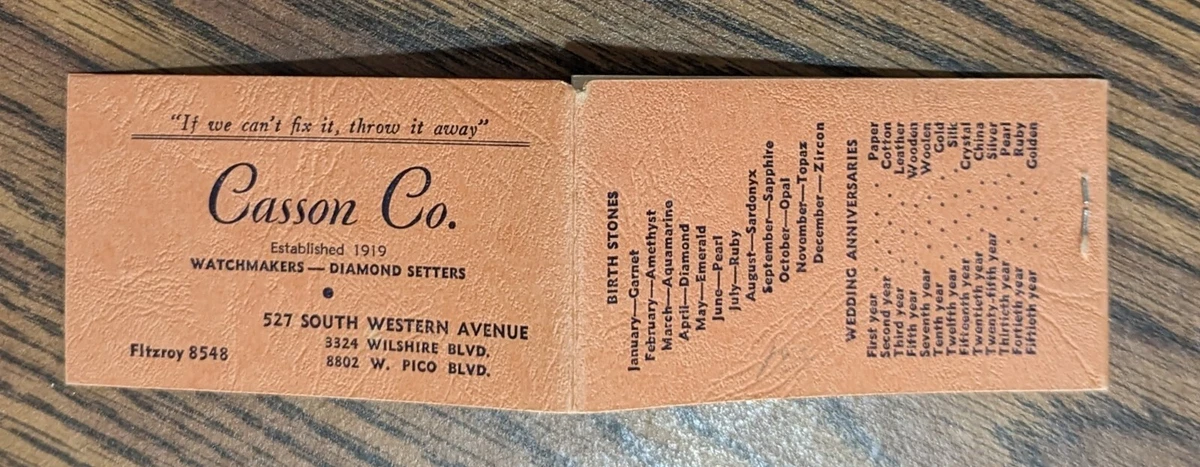 "If we can't fix it, throw it away"
Casson Co.
Established 1919
WATCHMAKERS — DIAMOND SETTERS
527 SOUTH WESTERN AVENUE
3324 WILSHIRE BLVD.
FItzroy 8548
8802 W. PICO BLVD.
BIRTH STONES
January—Garnet
February—Amethyst
March—Aquamarine
April—Diamond
May—Emerald
June—Pearl
July—Ruby
August—Sardonyx
September—Sapphire
October—Opal
November—Topaz
December—Zircon
WEDDING ANNIVERSARIES
First year . . . Paper
Second year . . . Cotton
Third year . . . Leather
Fifth year . . . Wooden
Seventh year . . . Woolen
Tenth year . . . Gold
Twelfth year . . . Silk
Fifteenth year . . . Crystal
Twentieth year . . . China
Twenty-fifth year . . . Silver
Thirtieth year . . . Pearl
Fortieth year . . . Ruby
Fiftieth year . . . Golden